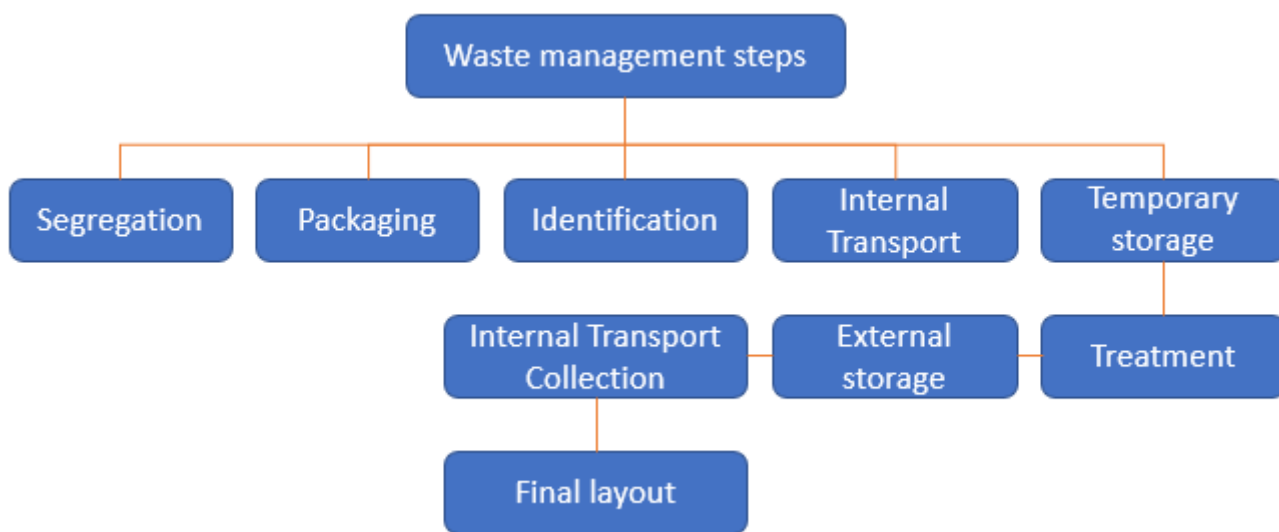 Waste management steps
Segregation
Packaging
Identification
Internal
Transport
Temporary
storage
Internal Transport
Collection
External
storage
Treatment
Final layout